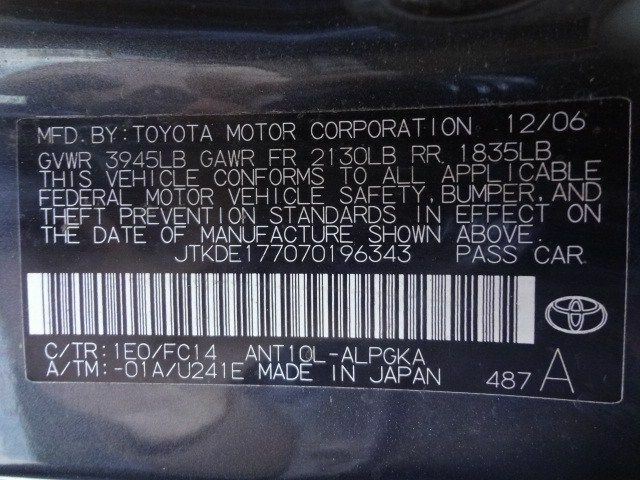 MFD.BY:TOYOTA MOTOR CORPORATION 12/06
GVWR 3945LB GAWR FR 2130LB RR 1835LB
THIS VEHICLE CONFORMS TO ALL APPLICABLE
FEDERAL MOTOR VEHICLE SAFETY, BUMPER, AND
THEFT PREVENTION STANDARDS IN EFFECT ON
THE DATE OF MANUFACTURE SHOWN ABOVE.
JTKDE177070196343 PASS CAR
C/TR:1E0/FC14 ANT10L-ALPGKA
A/TM:-01A/U241E MADE IN JAPAN
487 A